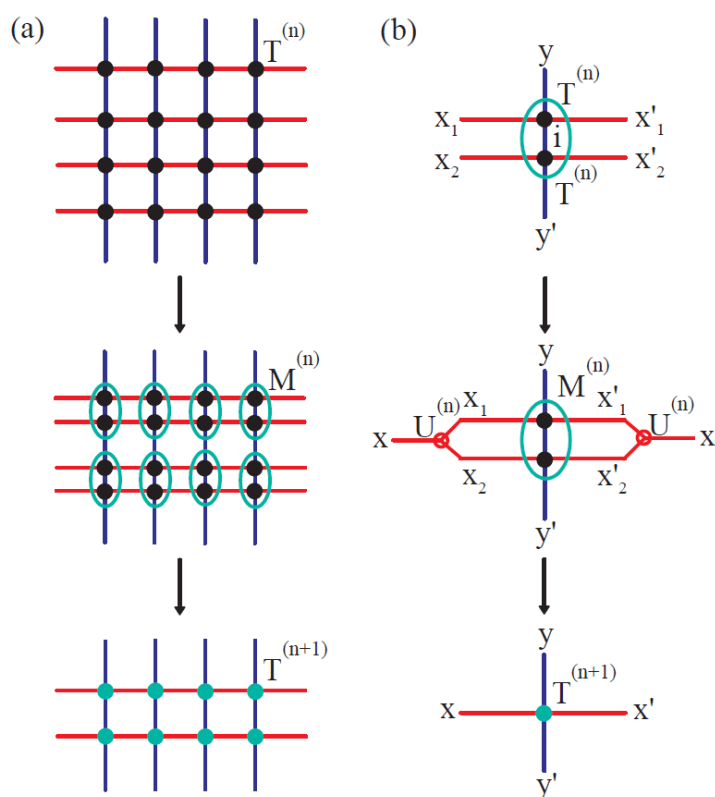 (a)
T^(n)
M^(n)
T^(n+1)
(b)
y
T^(n)
x₁ x'₁
i
x₂ x'₂
T^(n)
y'
y
M^(n)
U^(n) x₁ x'₁ U^(n)
x x
x₂ x'₂
y'
y
T^(n+1)
x x'
y'